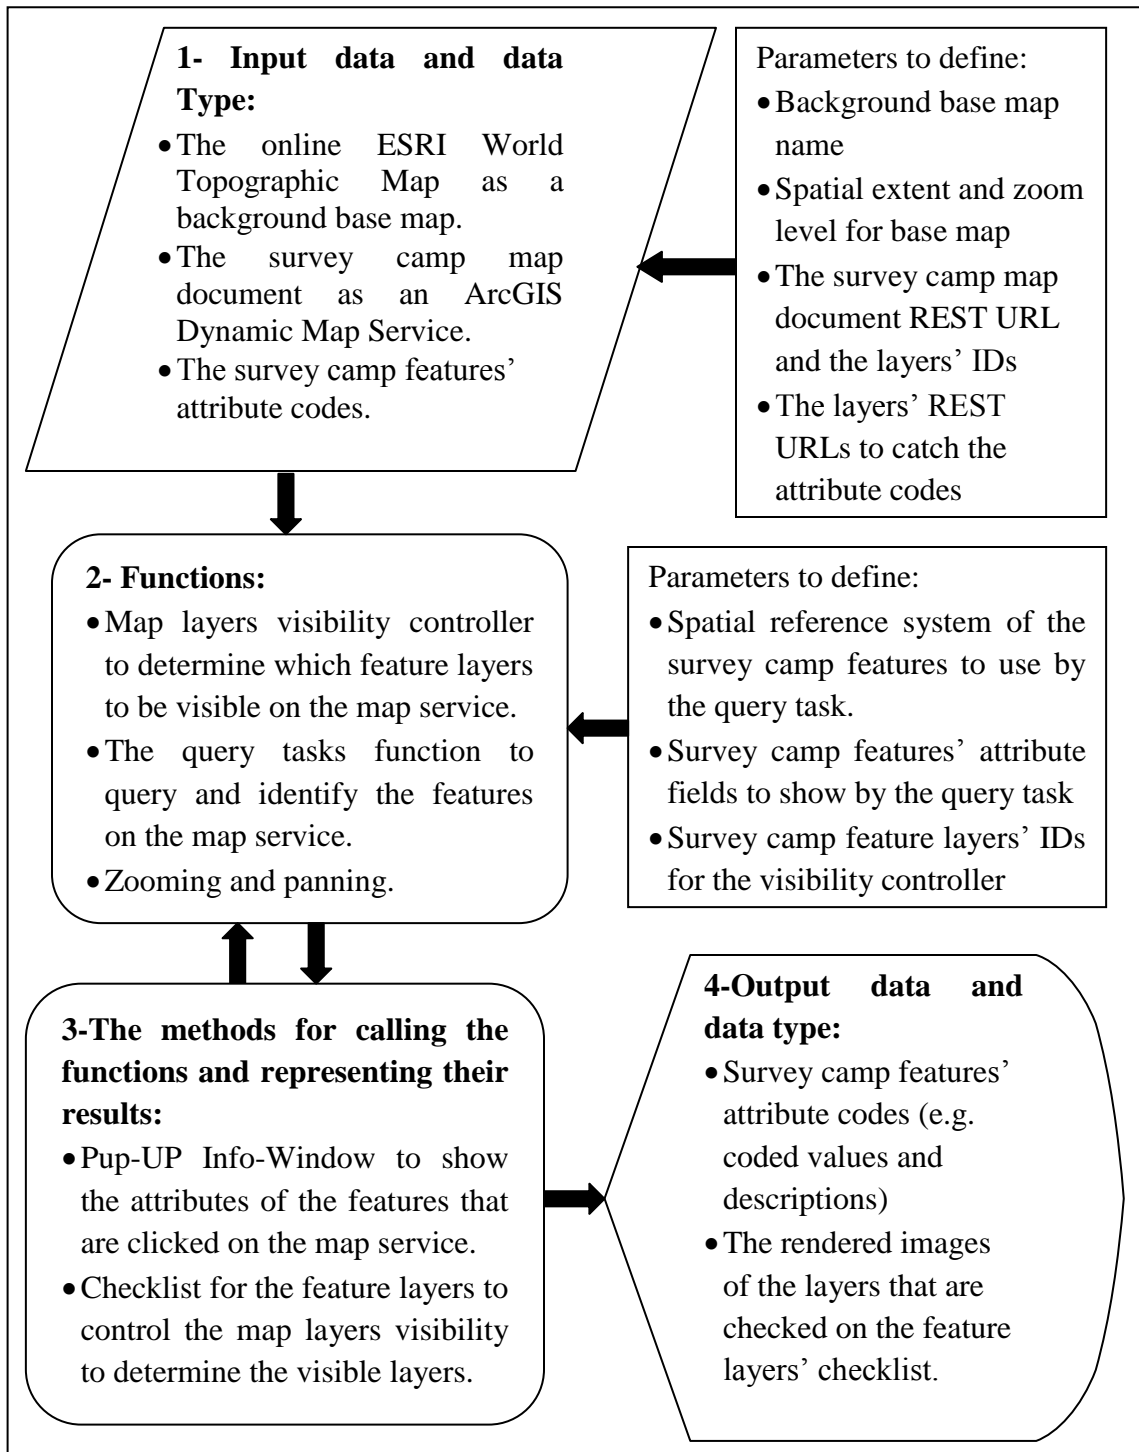 1- Input data and data
Type:
• The online ESRI World
Topographic Map as a
background base map.
• The survey camp map
document as an ArcGIS
Dynamic Map Service.
• The survey camp features’
attribute codes.
Parameters to define:
• Background base map
name
• Spatial extent and zoom
level for base map
• The survey camp map
document REST URL
and the layers’ IDs
• The layers’ REST
URLs to catch the
attribute codes
2- Functions:
• Map layers visibility controller
to determine which feature layers
to be visible on the map service.
• The query tasks function to
query and identify the features
on the map service.
• Zooming and panning.
Parameters to define:
• Spatial reference system of the
survey camp features to use by
the query task.
• Survey camp features’ attribute
fields to show by the query task
• Survey camp feature layers’ IDs
for the visibility controller
3-The methods for calling the
functions and representing their
results:
• Pup-UP Info-Window to show
the attributes of the features that
are clicked on the map service.
• Checklist for the feature layers to
control the map layers visibility
to determine the visible layers.
4-Output data and
data type:
• Survey camp features’
attribute codes (e.g.
coded values and
descriptions)
• The rendered images
of the layers that are
checked on the feature
layers’ checklist.